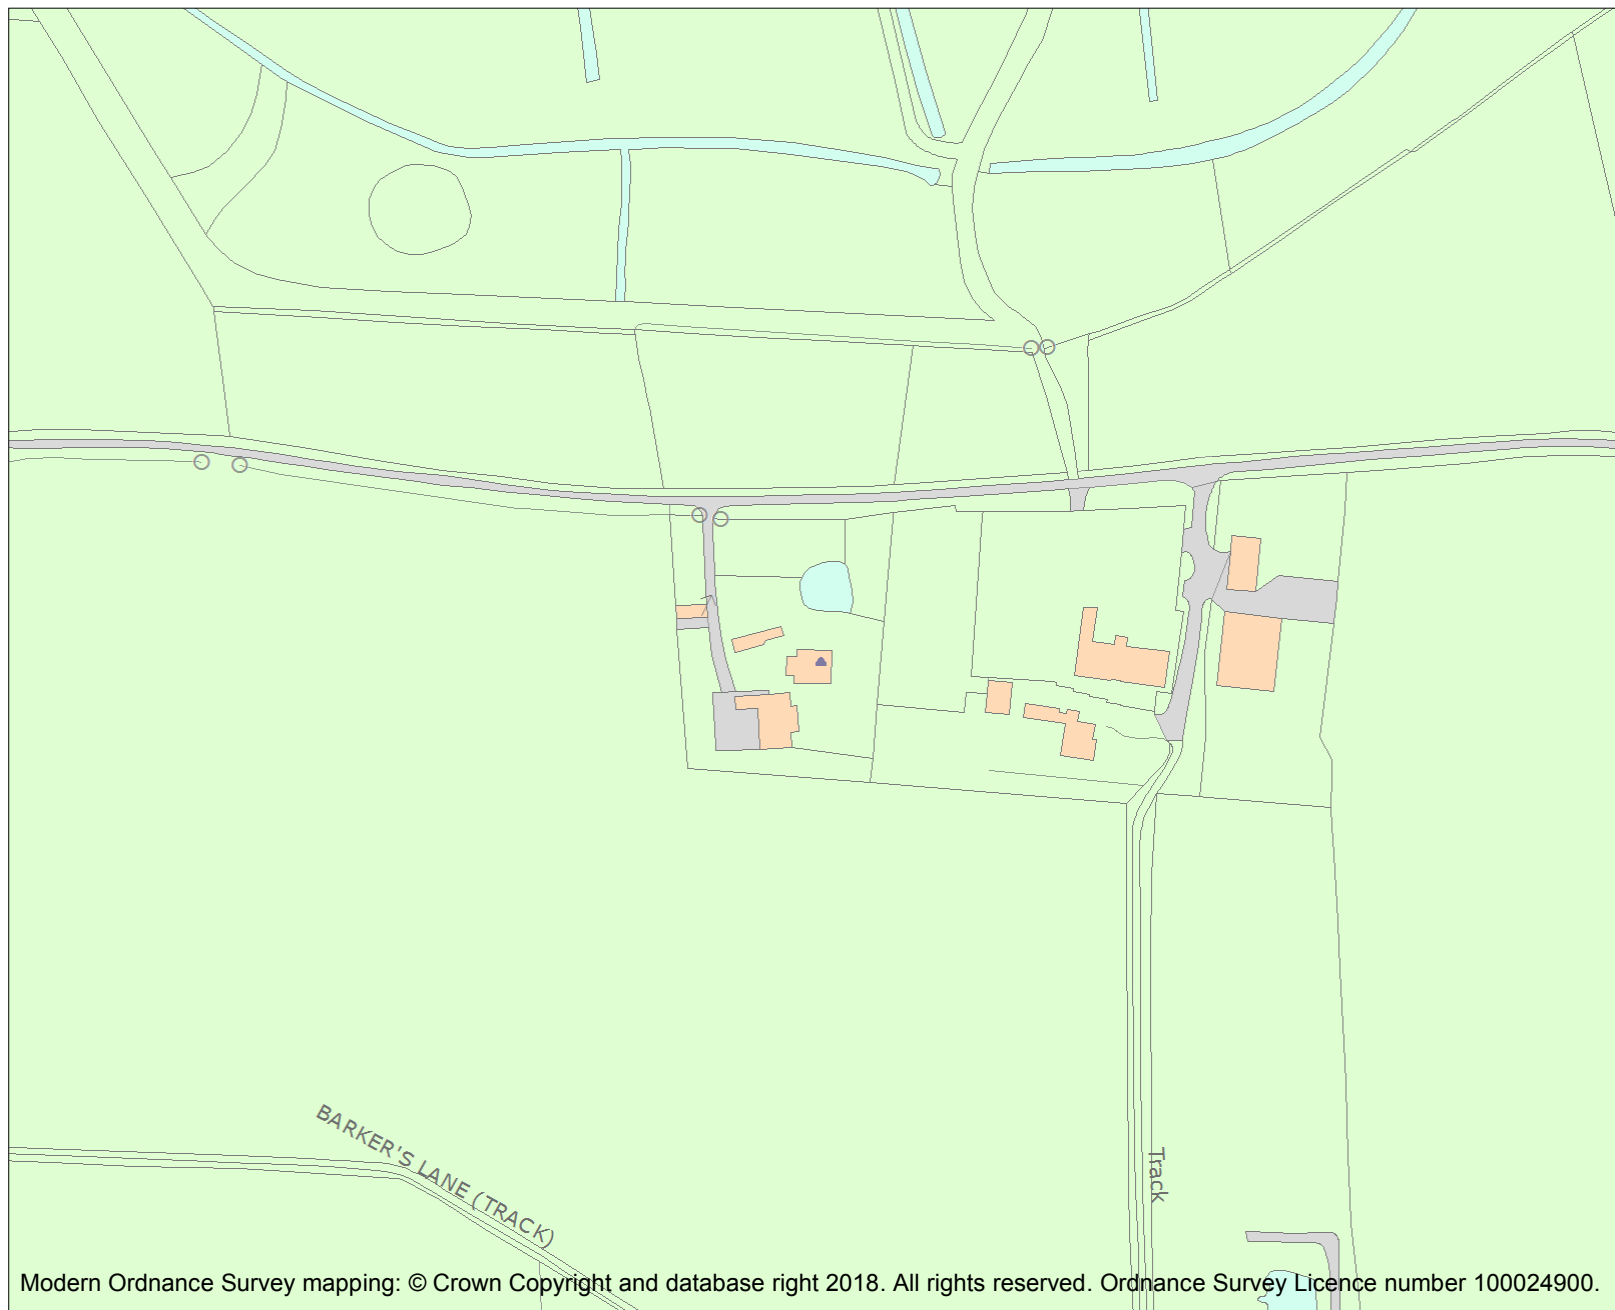 BARKER'S LANE (TRACK)
Track
Modern Ordnance Survey mapping: © Crown Copyright and database right 2018. All rights reserved. Ordnance Survey Licence number 100024900.